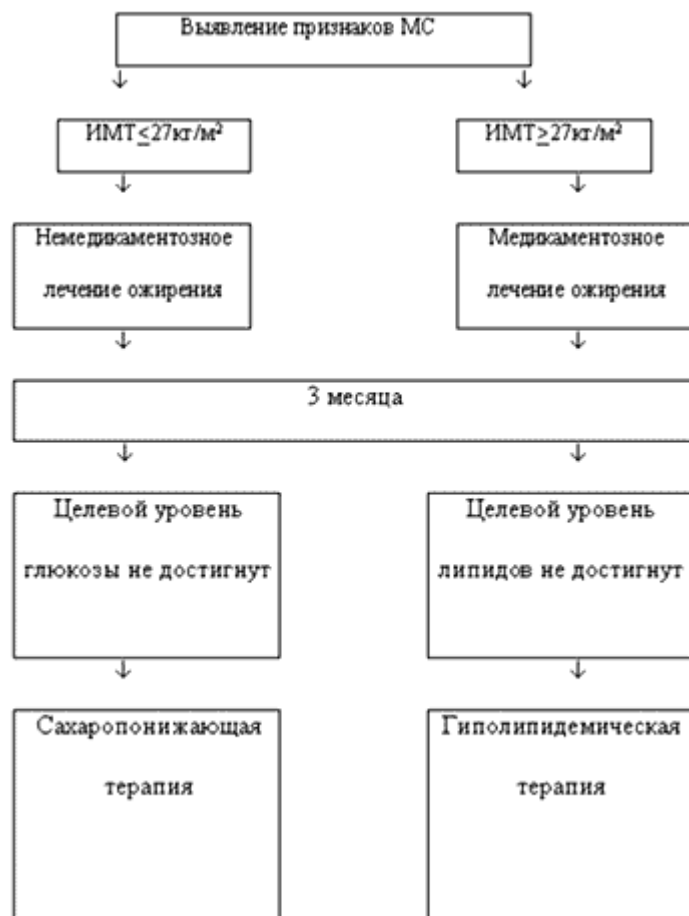 Выявление признаков МС
ИМТ≤27кг/м²
ИМТ≥27кг/м²
Немедикаментозное
лечение ожирения
Медикаментозное
лечение ожирения
3 месяца
Целевой уровень
глюкозы не достигнут
Целевой уровень
липидов не достигнут
Сахаропонижающая
терапия
Гиполипидемическая
терапия